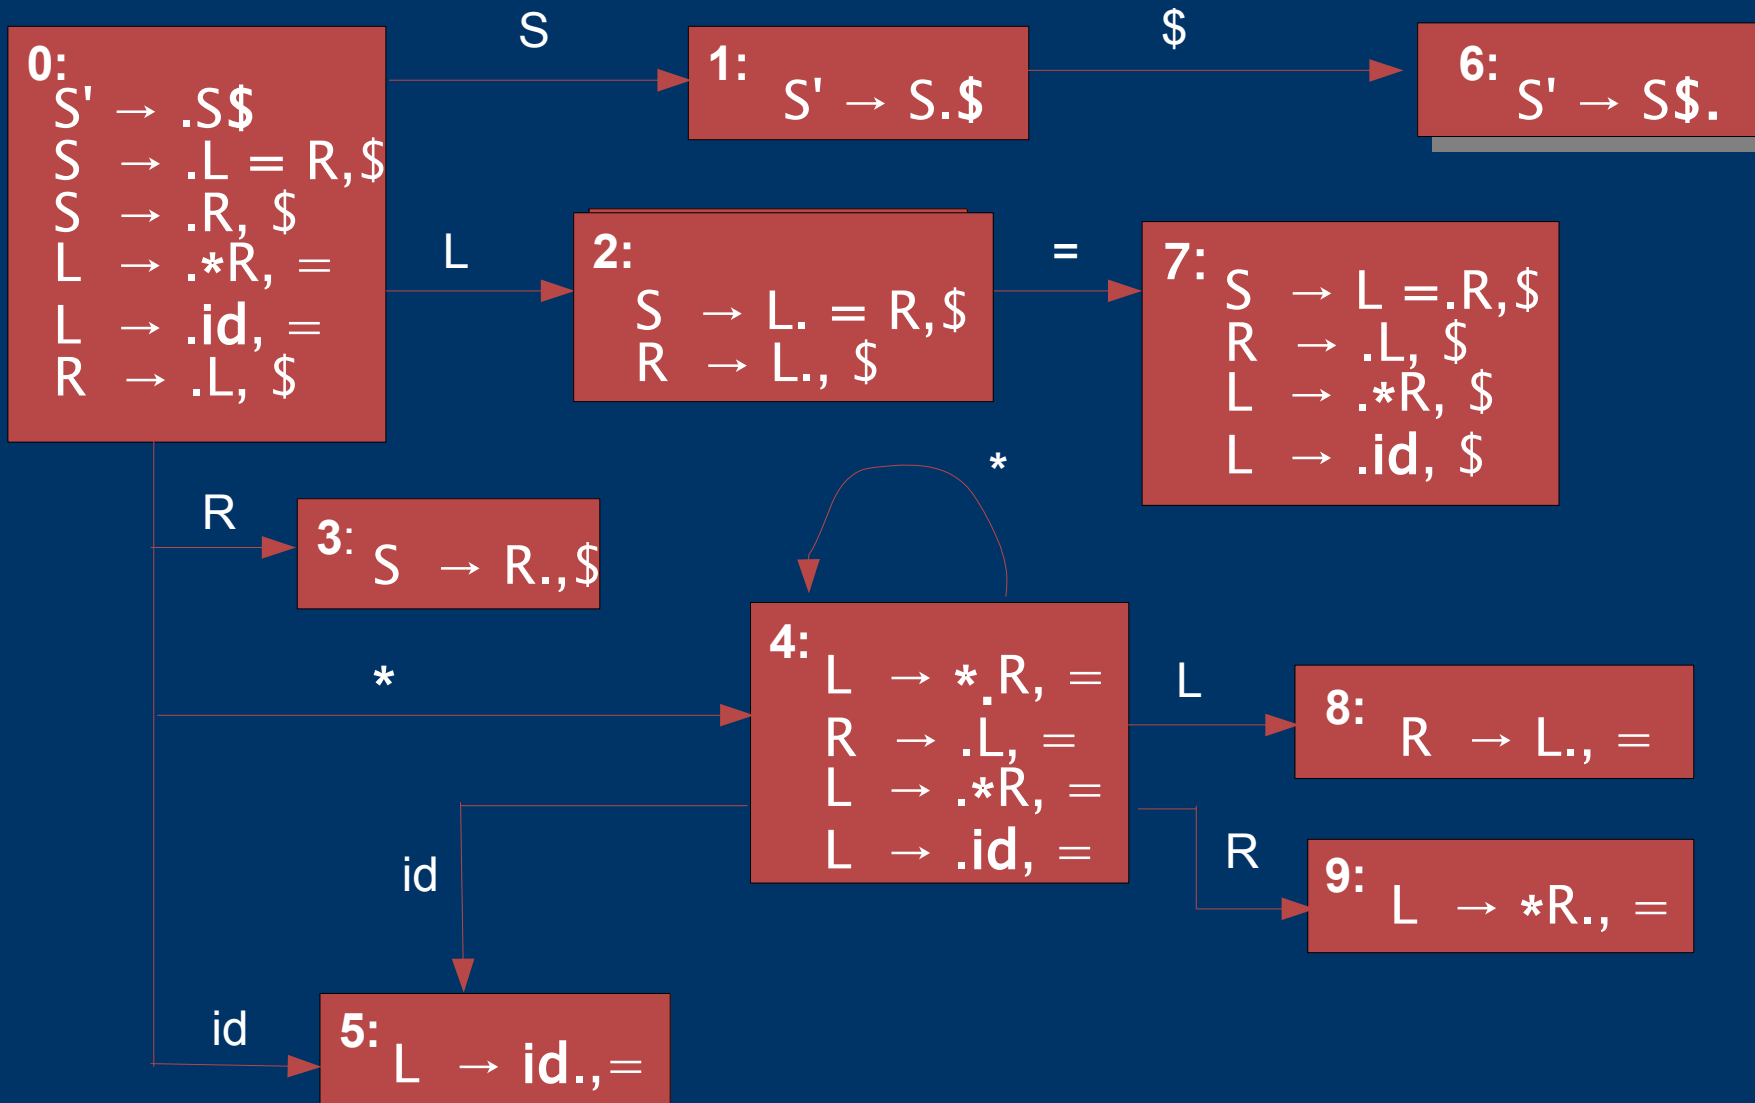 S
0:
S' → .S$
S → .L = R,$
S → .R, $
L → .*R, =
L → .id, =
R → .L, $
1:
S' → S.$
$
6:
S' → S$.
L
2:
S → L. = R,$
R → L., $
=
7:
S → L =.R,$
R → .L, $
L → .*R, $
L → .id, $
R
3:
S → R.,$
*
*
4:
L → *.R, =
R → .L, =
L → .*R, =
L → .id, =
L
8:
R → L., =
R
9:
L → *R., =
id
id
5:
L → id.,=